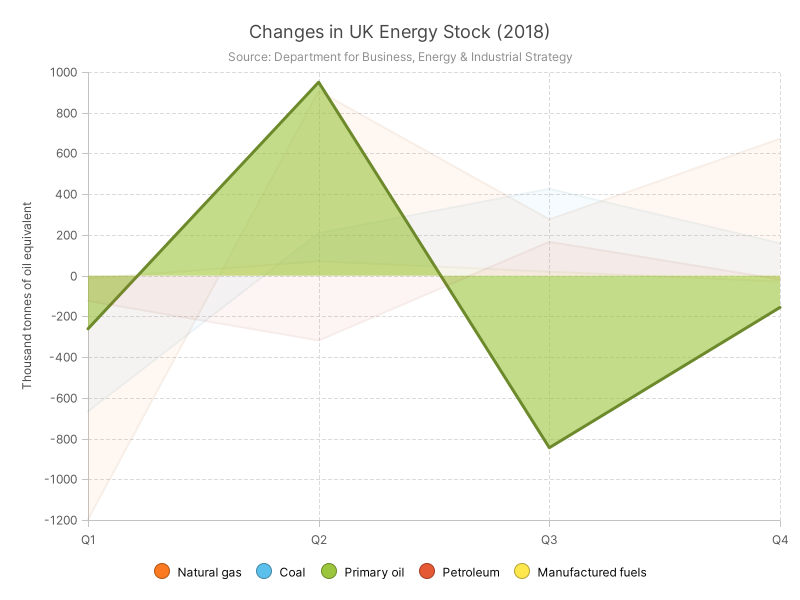 Changes in UK Energy Stock (2018)
Source: Department for Business, Energy & Industrial Strategy
Thousand tonnes of oil equivalent
1000
800
600
400
200
0
-200
-400
-600
-800
-1000
-1200
Q1 Q2 Q3 Q4
Natural gas Coal Primary oil Petroleum Manufactured fuels